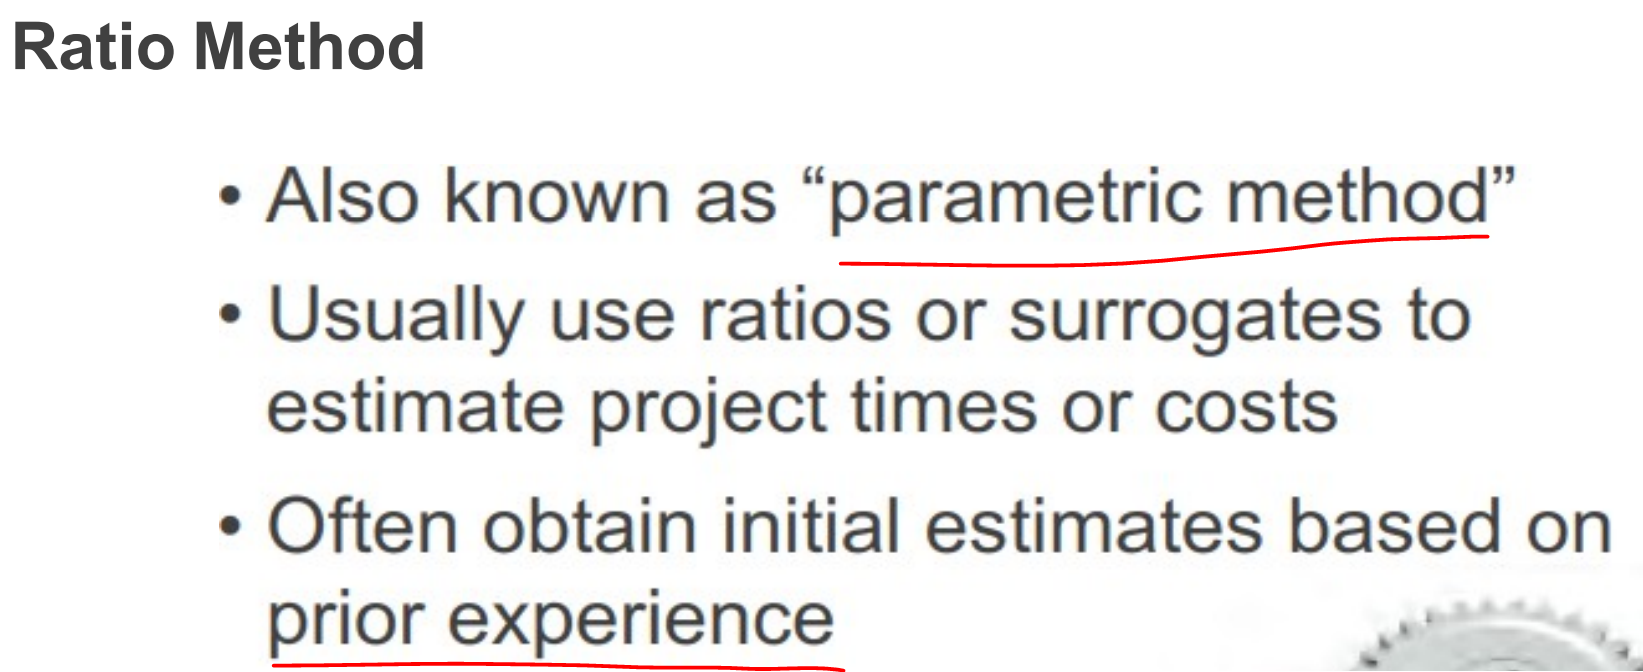 Ratio Method
• Also known as “parametric method”
• Usually use ratios or surrogates to
estimate project times or costs
• Often obtain initial estimates based on
prior experience